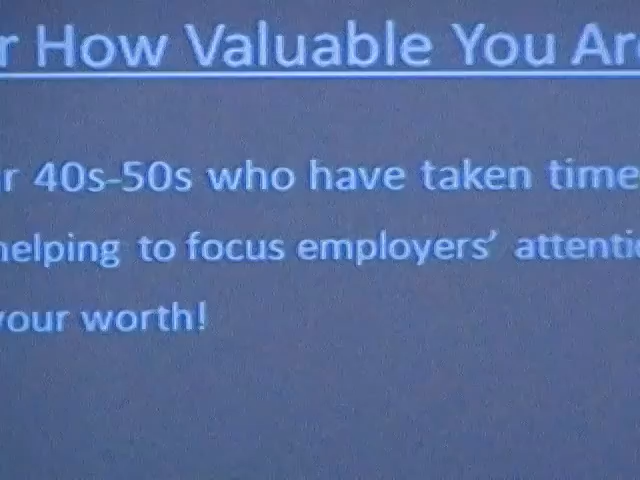 r How Valuable You Ar
r 40s-50s who have taken time
helping to focus employers' attenti
your worth!